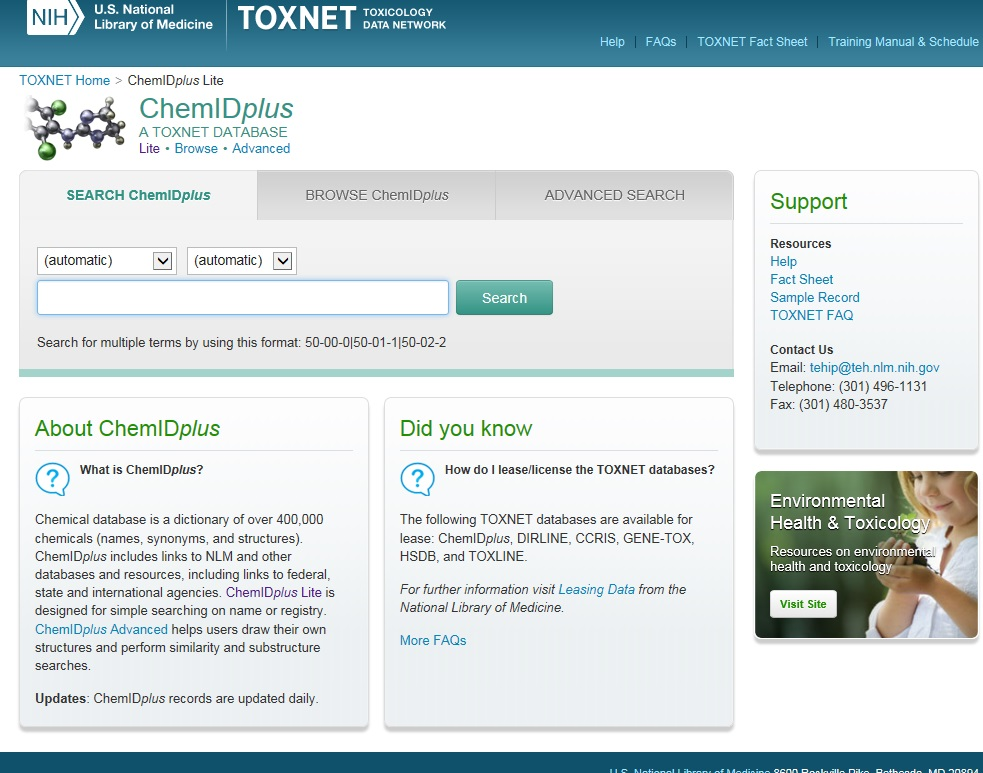 NIH U.S. National
Library of Medicine
TOXNET TOXICOLOGY
DATA NETWORK
Help | FAQs | TOXNET Fact Sheet | Training Manual & Schedule
TOXNET Home > ChemIDplus Lite
ChemIDplus
A TOXNET DATABASE
Lite • Browse • Advanced
SEARCH ChemIDplus
BROWSE ChemIDplus
ADVANCED SEARCH
(automatic) (automatic)
Search
Search for multiple terms by using this format: 50-00-0|50-01-1|50-02-2
About ChemIDplus
? What is ChemIDplus?
Chemical database is a dictionary of over 400,000
chemicals (names, synonyms, and structures).
ChemIDplus includes links to NLM and other
databases and resources, including links to federal,
state and international agencies. ChemIDplus Lite is
designed for simple searching on name or registry.
ChemIDplus Advanced helps users draw their own
structures and perform similarity and substructure
searches.
Updates: ChemIDplus records are updated daily.
Did you know
? How do I lease/license the TOXNET databases?
The following TOXNET databases are available for
lease: ChemIDplus, DIRLINE, CCRIS, GENE-TOX,
HSDB, and TOXLINE.
For further information visit Leasing Data from the
National Library of Medicine.
More FAQs
Support
Resources
Help
Fact Sheet
Sample Record
TOXNET FAQ
Contact Us
Email: tehip@teh.nlm.nih.gov
Telephone: (301) 496-1131
Fax: (301) 480-3537
Environmental
Health & Toxicology
Resources on environmental
health and toxicology
Visit Site
U.S. National Library of Medicine 8600 Rockville Pike, Bethesda, MD 20894